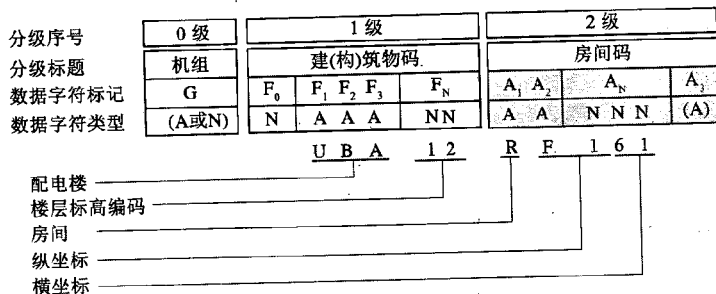 分级序号 0级 1级 2级
分级标题 机组 建(构)筑物码 房间码
数据字符标记 G F₀ F₁ F₂ F₃ F_N A₁ A₂ A_N A₃
数据字符类型 (A或N) N A A A NN A A N N N (A)
U B A 1 2 R F 1 6 1
配电楼
楼层标高编码
房间
纵坐标
横坐标